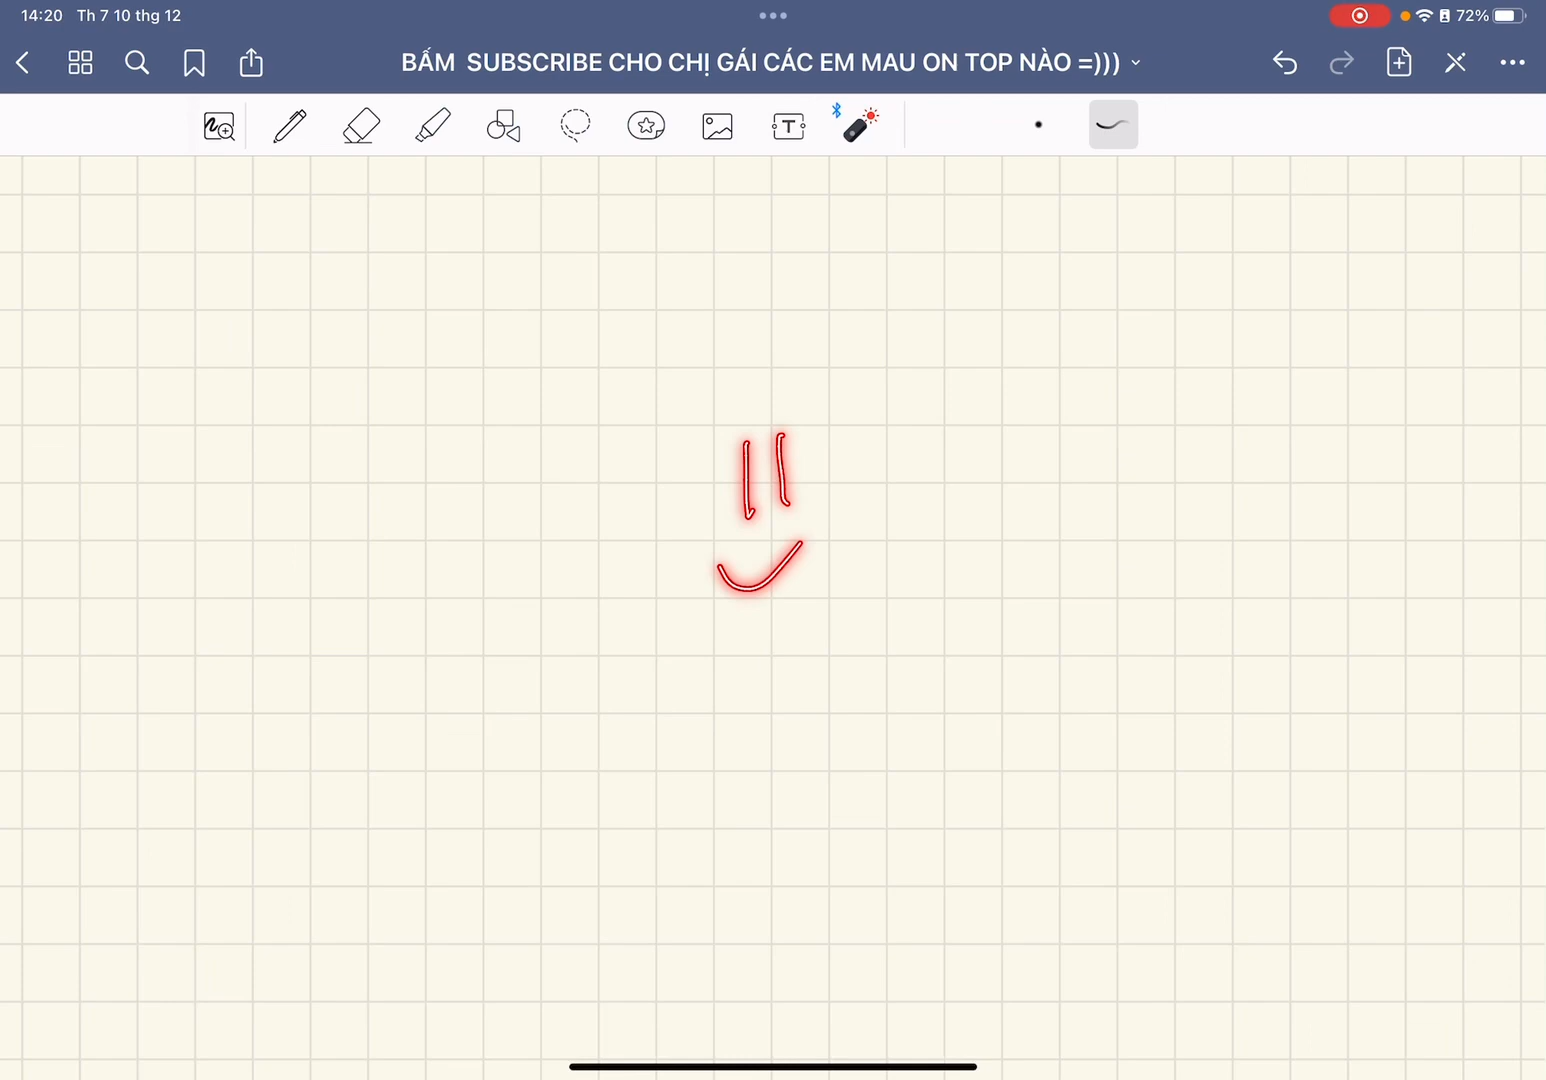 14:20 Th 7 10 thg 12
72%
BẤM SUBSCRIBE CHO CHỊ GÁI CÁC EM MAU ON TOP NÀO =)))
T